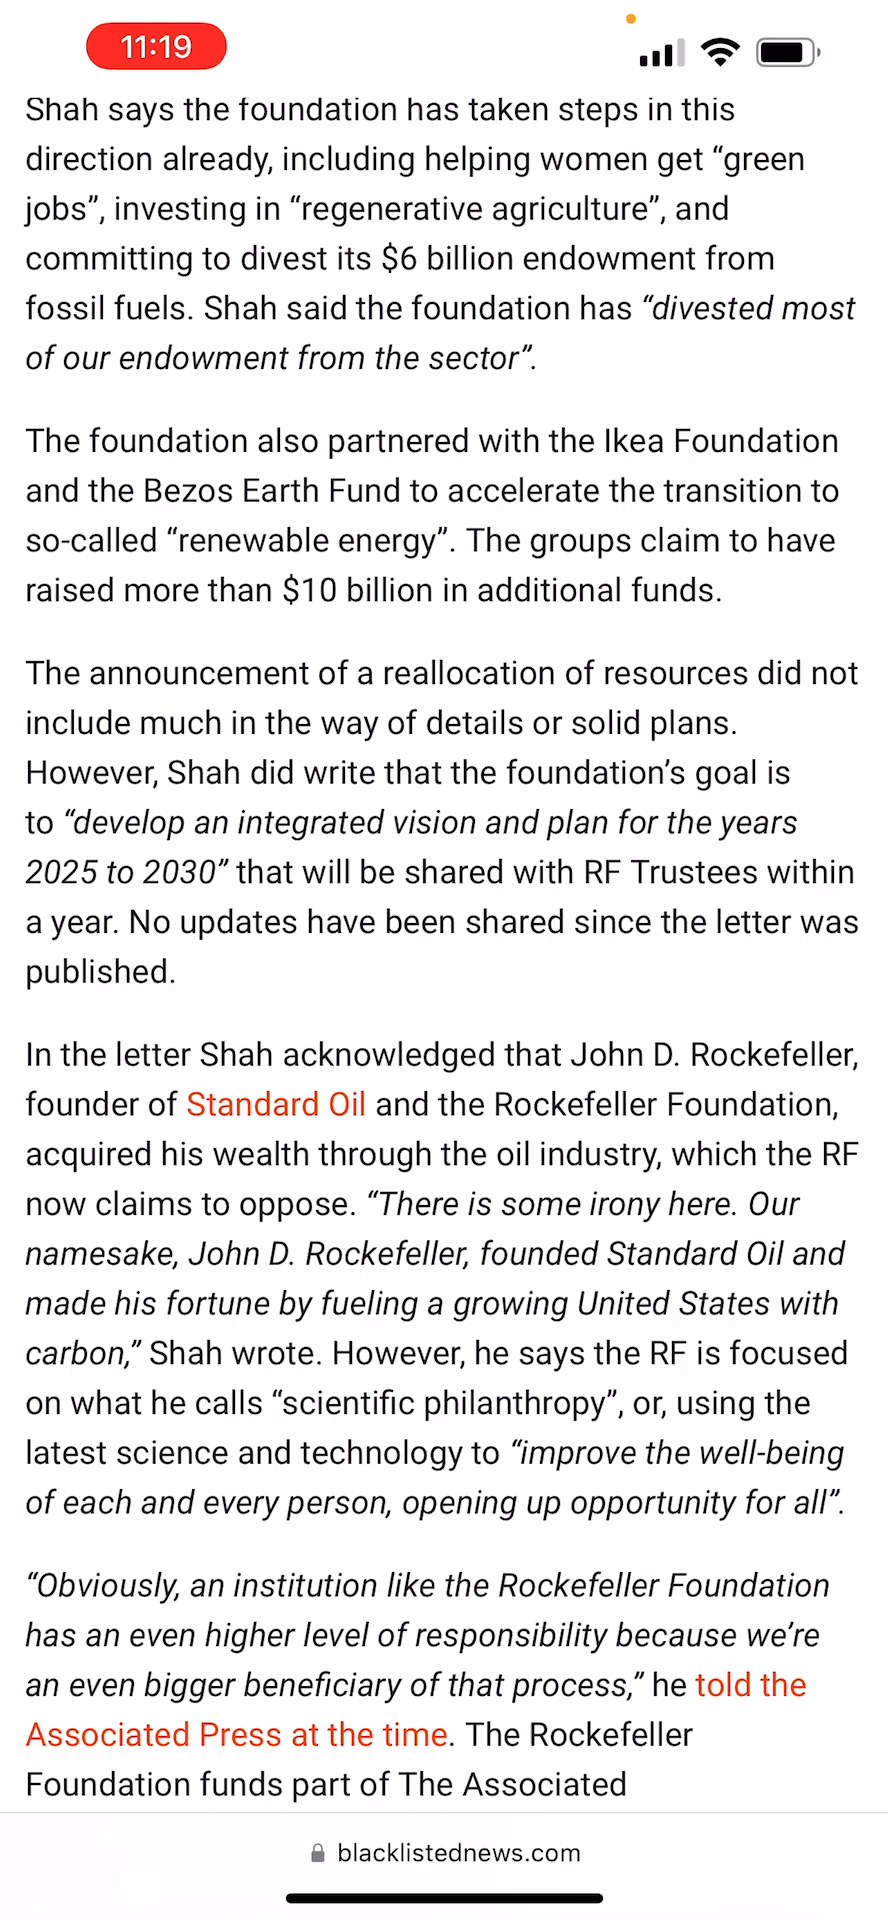 11:19
Shah says the foundation has taken steps in this
direction already, including helping women get “green
jobs”, investing in “regenerative agriculture”, and
committing to divest its $6 billion endowment from
fossil fuels. Shah said the foundation has “divested most
of our endowment from the sector”.
The foundation also partnered with the Ikea Foundation
and the Bezos Earth Fund to accelerate the transition to
so-called “renewable energy”. The groups claim to have
raised more than $10 billion in additional funds.
The announcement of a reallocation of resources did not
include much in the way of details or solid plans.
However, Shah did write that the foundation’s goal is
to “develop an integrated vision and plan for the years
2025 to 2030” that will be shared with RF Trustees within
a year. No updates have been shared since the letter was
published.
In the letter Shah acknowledged that John D. Rockefeller,
founder of Standard Oil and the Rockefeller Foundation,
acquired his wealth through the oil industry, which the RF
now claims to oppose. “There is some irony here. Our
namesake, John D. Rockefeller, founded Standard Oil and
made his fortune by fueling a growing United States with
carbon,” Shah wrote. However, he says the RF is focused
on what he calls “scientific philanthropy”, or, using the
latest science and technology to “improve the well-being
of each and every person, opening up opportunity for all”.
“Obviously, an institution like the Rockefeller Foundation
has an even higher level of responsibility because we’re
an even bigger beneficiary of that process,” he told the
Associated Press at the time. The Rockefeller
Foundation funds part of The Associated
blacklistednews.com